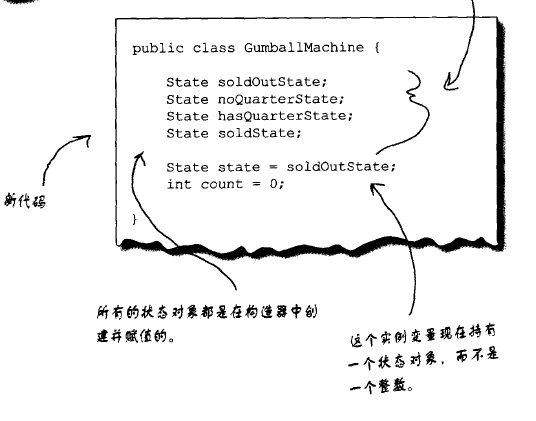 public class GumballMachine {
State soldOutState;
State noQuarterState;
State hasQuarterState;
State soldState;
State state = soldOutState;
int count = 0;
}
新代码
所有的状态对象都是在构造器中创
建并赋值的。
这个实例变量现在持有
一个状态对象，而不是
一个整数。